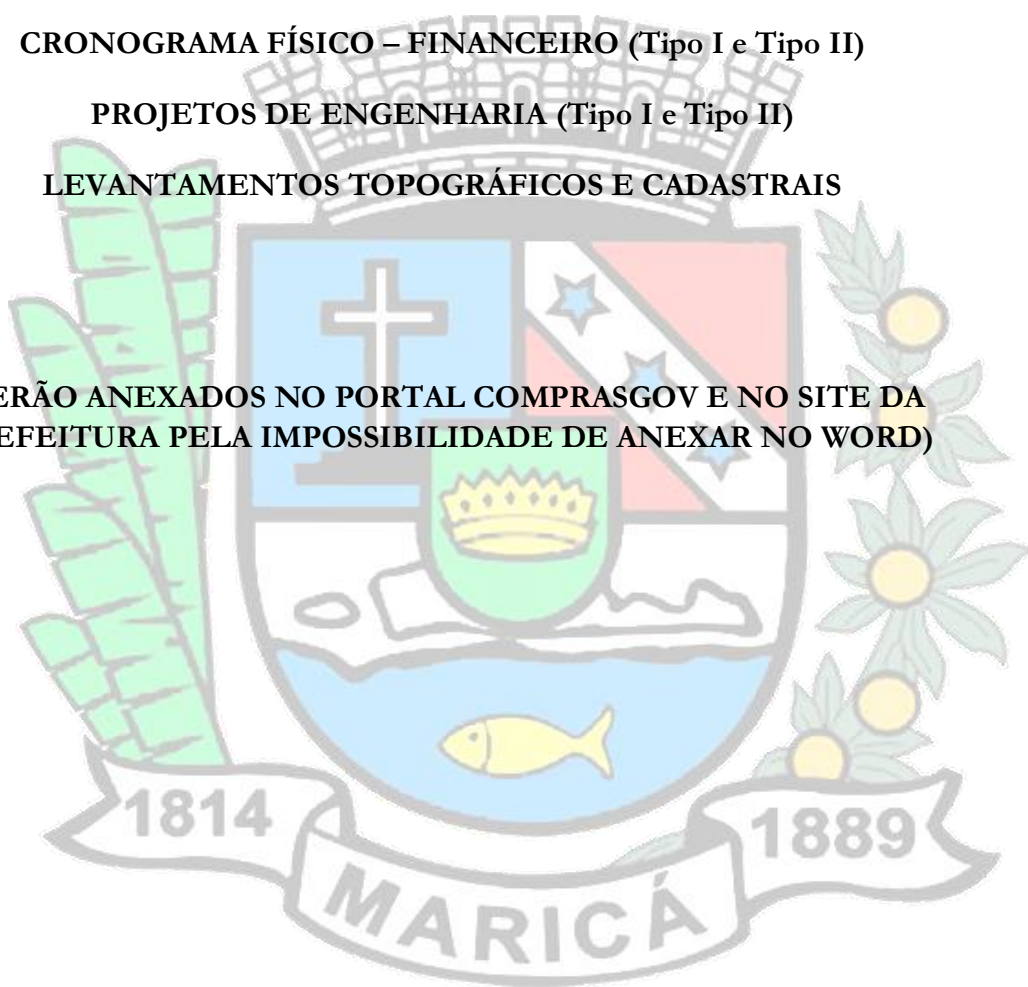 CRONOGRAMA FÍSICO – FINANCEIRO (Tipo I e Tipo II)
PROJETOS DE ENGENHARIA (Tipo I e Tipo II)
LEVANTAMENTOS TOPOGRÁFICOS E CADASTRAIS
ERÃO ANEXADOS NO PORTAL COMPRASGOV E NO SITE DA
EFEITURA PELA IMPOSSIBILIDADE DE ANEXAR NO WORD)
1814
1889
MARICÁ